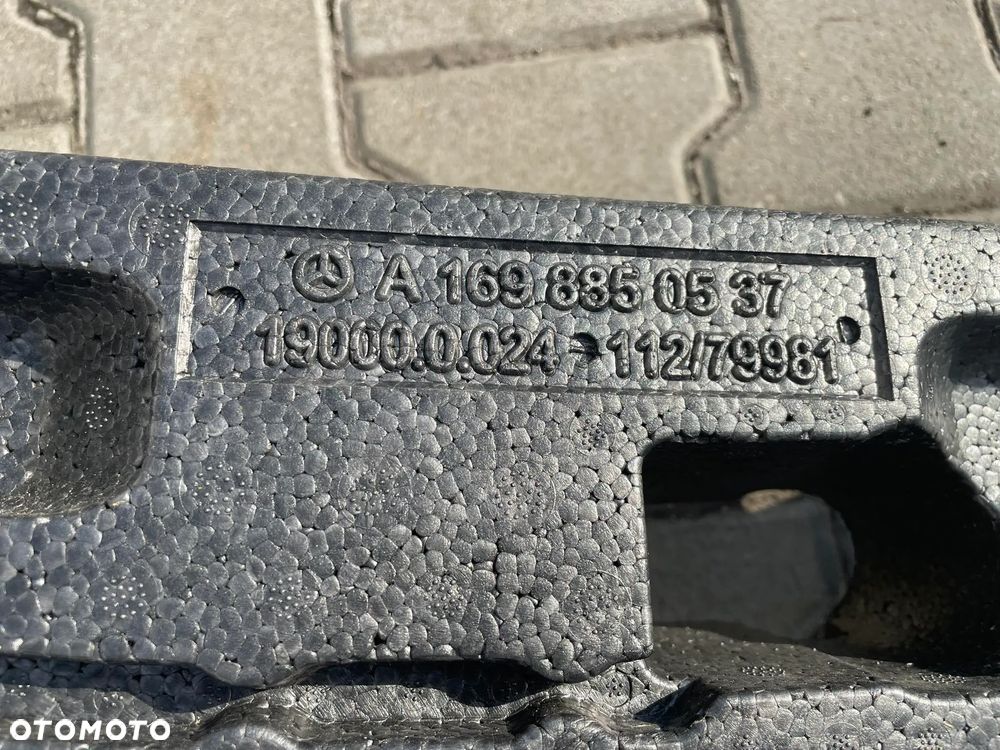 A 169 885 05 37
19000.0.024 - 112/79981
OTOMOTO